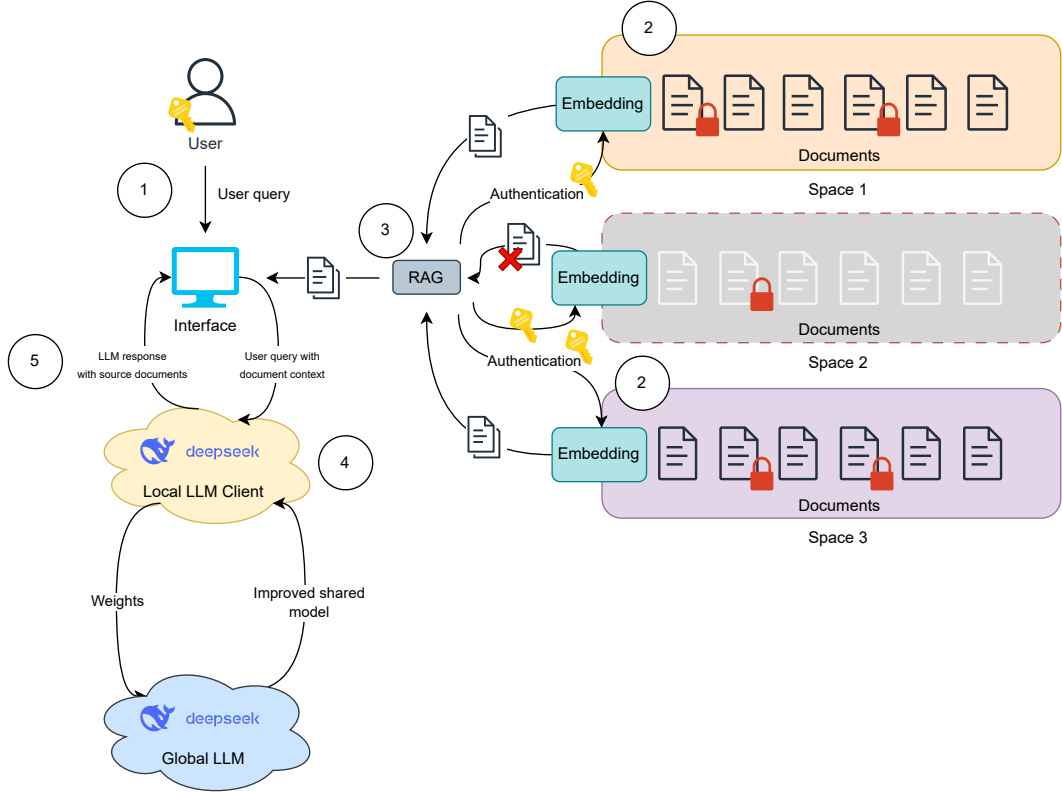 2
Embedding
Documents
Space 1
User
1
User query
Authentication
3
RAG
Embedding
Documents
Space 2
Interface
5
LLM response
with source documents
User query with
document context
Authentication
2
Embedding
Documents
Space 3
deepseek
Local LLM Client
4
Weights
Improved shared
model
deepseek
Global LLM